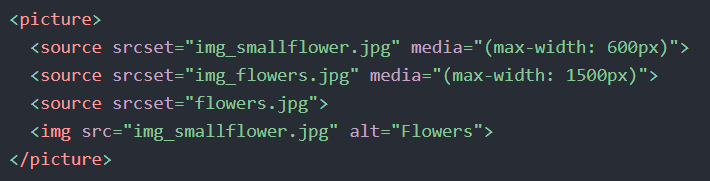 <picture>
  <source srcset="img_smallflower.jpg" media="(max-width: 600px)">
  <source srcset="img_flowers.jpg" media="(max-width: 1500px)">
  <source srcset="flowers.jpg">
  <img src="img_smallflower.jpg" alt="Flowers">
</picture>